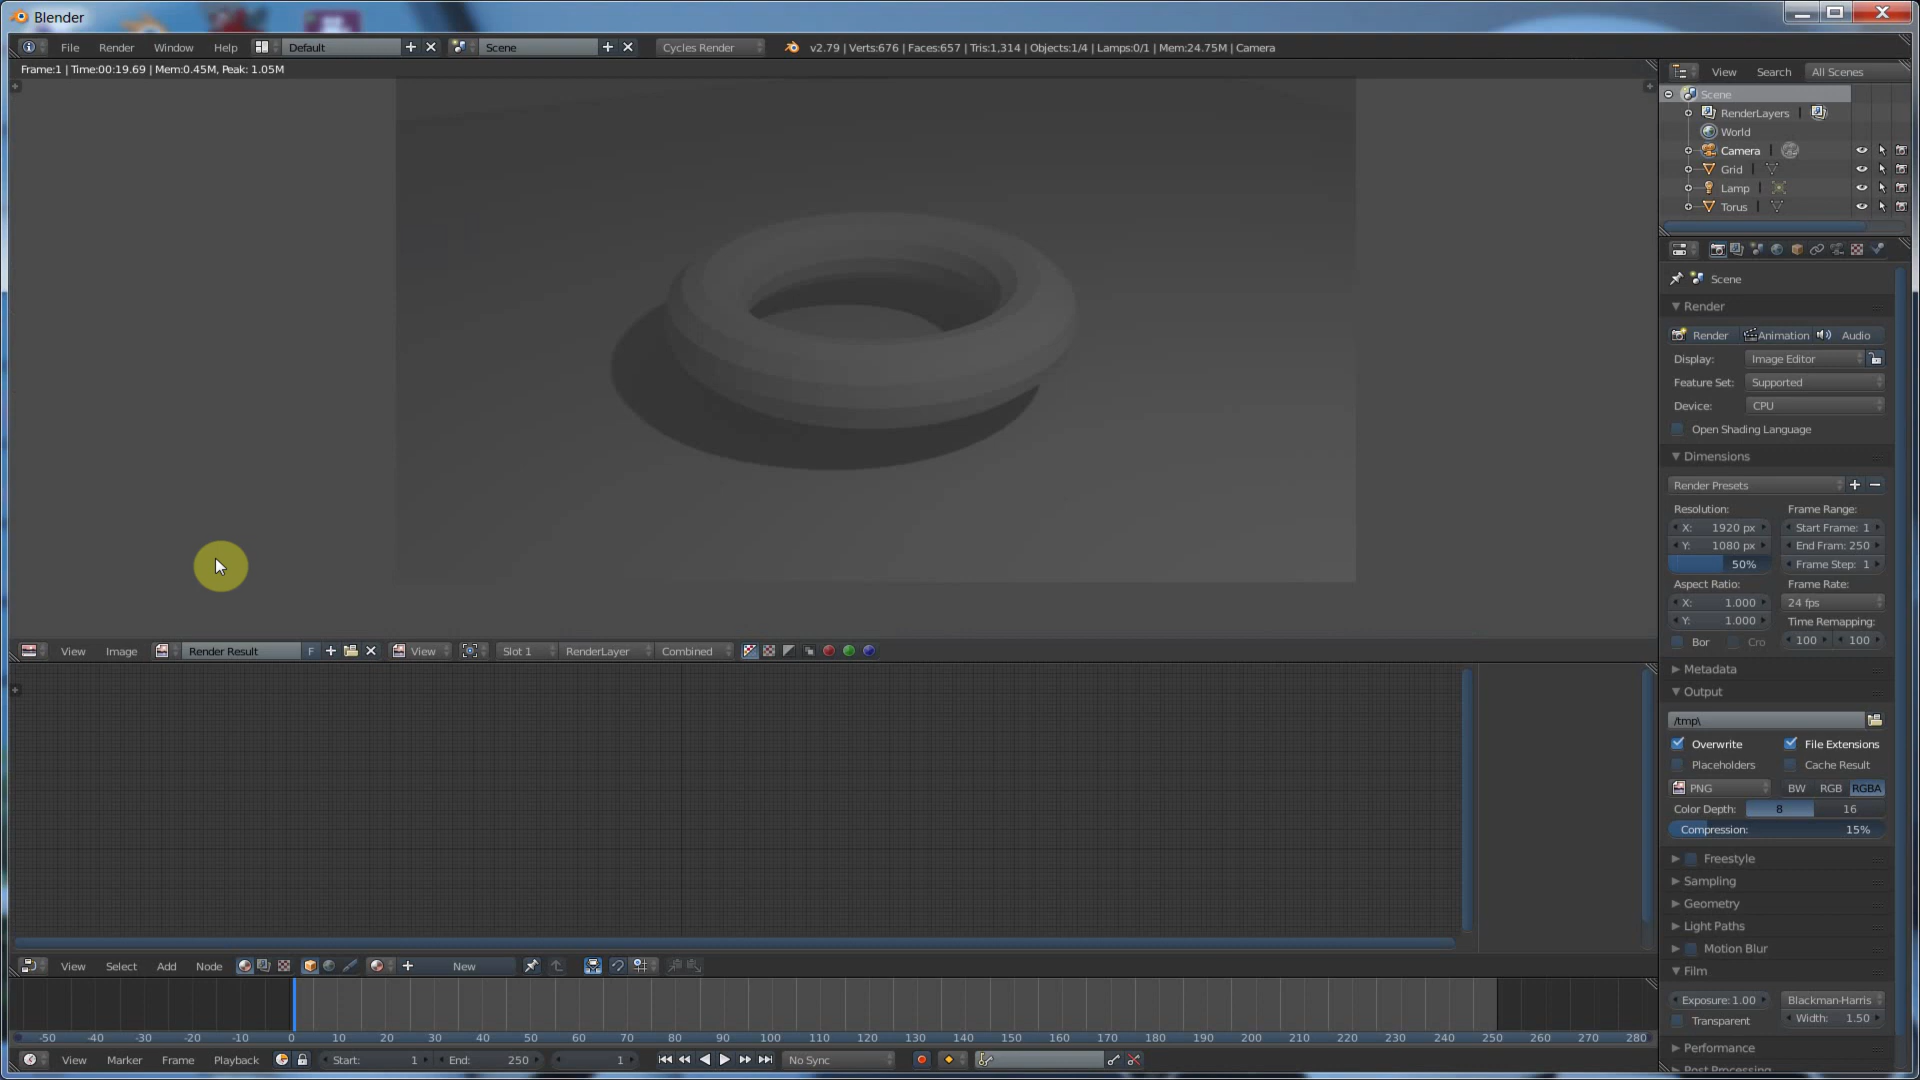 Blender
File Render Window Help Default Scene Cycles Render v2.79 | Verts:676 | Faces:657 | Tris:1,314 | Objects:1/4 | Lamps:0/1 | Mem:24.75M | Camera
Frame:1 | Time:00:19.69 | Mem:0.45M, Peak: 1.05M
View Search All Scenes
Scene
RenderLayers
World
Camera
Grid
Lamp
Torus
Scene
Render
Render Animation Audio
Display: Image Editor
Feature Set: Supported
Device: CPU
Open Shading Language
Dimensions
Render Presets
Resolution: Frame Range:
X: 1920 px Start Frame: 1
Y: 1080 px End Fram: 250
50% Frame Step: 1
Aspect Ratio: Frame Rate:
X: 1.000 24 fps
Y: 1.000 Time Remapping:
Bor Cro 100 100
Metadata
Output
/tmp\
Overwrite File Extensions
Placeholders Cache Result
PNG BW RGB RGBA
Color Depth: 8 16
Compression: 15%
Freestyle
Sampling
Geometry
Light Paths
Motion Blur
Film
Exposure: 1.00 Blackman-Harris
Transparent Width: 1.50
Performance
Post Processing
View Image Render Result F View Slot 1 RenderLayer Combined
View Select Add Node New
-50 -40 -30 -20 -10 0 10 20 30 40 50 60 70 80 90 100 110 120 130 140 150 160 170 180 190 200 210 220 230 240 250 260 270 280
View Marker Frame Playback Start: 1 End: 250 1 No Sync